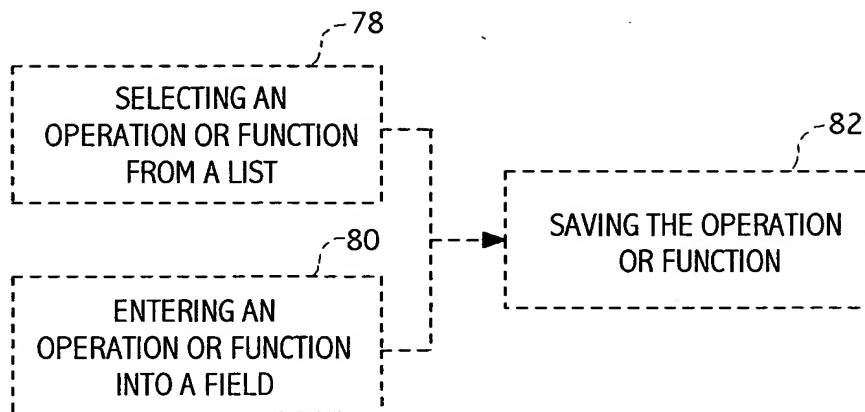 78
SELECTING AN
OPERATION OR FUNCTION
FROM A LIST
80
ENTERING AN
OPERATION OR FUNCTION
INTO A FIELD
82
SAVING THE OPERATION
OR FUNCTION